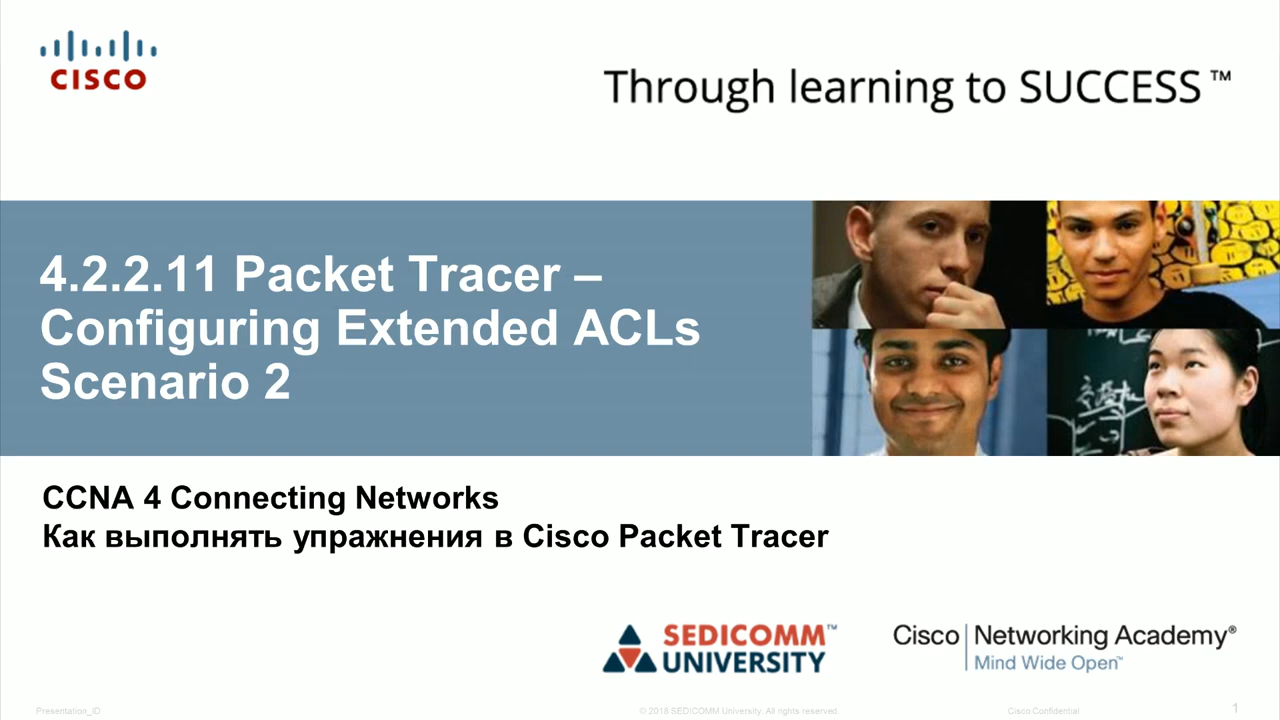 CISCO
Through learning to SUCCESS™
4.2.2.11 Packet Tracer –
Configuring Extended ACLs
Scenario 2
CCNA 4 Connecting Networks
Как выполнять упражнения в Cisco Packet Tracer
SEDICOMM™
UNIVERSITY
Cisco Networking Academy®
Mind Wide Open™
Presentation_ID
© 2018 SEDICOMM University. All rights reserved
Cisco Confidential
1